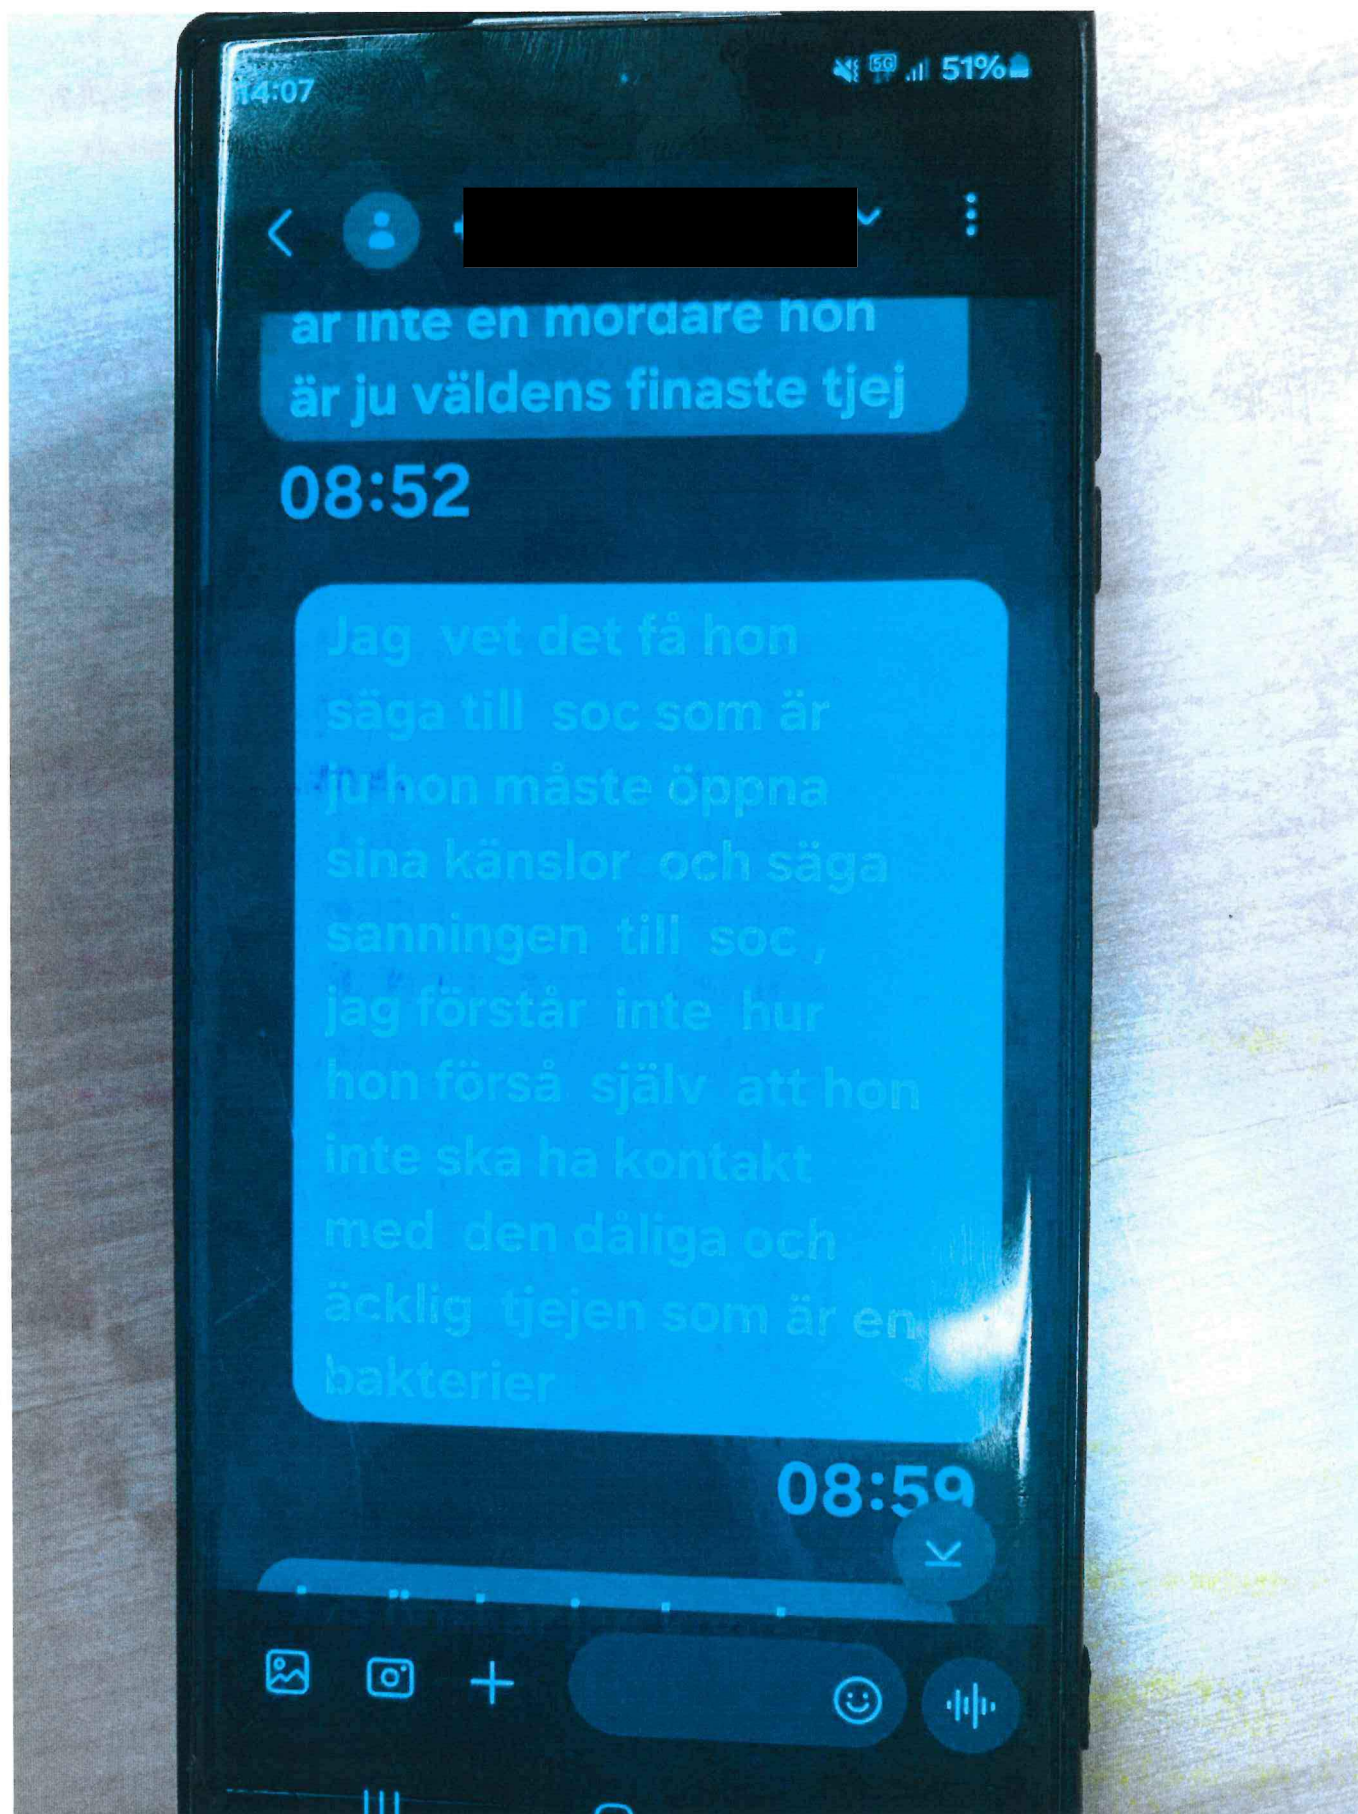 14:07
5G 51%
är inte en mördare hon
är ju väldens finaste tjej
08:52
Jag vet det få hon
säga till soc som är
ju hon måste öppna
sina känslor och säga
sanningen till soc ,
jag förstår inte hur
hon förså själv att hon
inte ska ha kontakt
med den dåliga och
äcklig tjejen som är en
bakterier
08:59